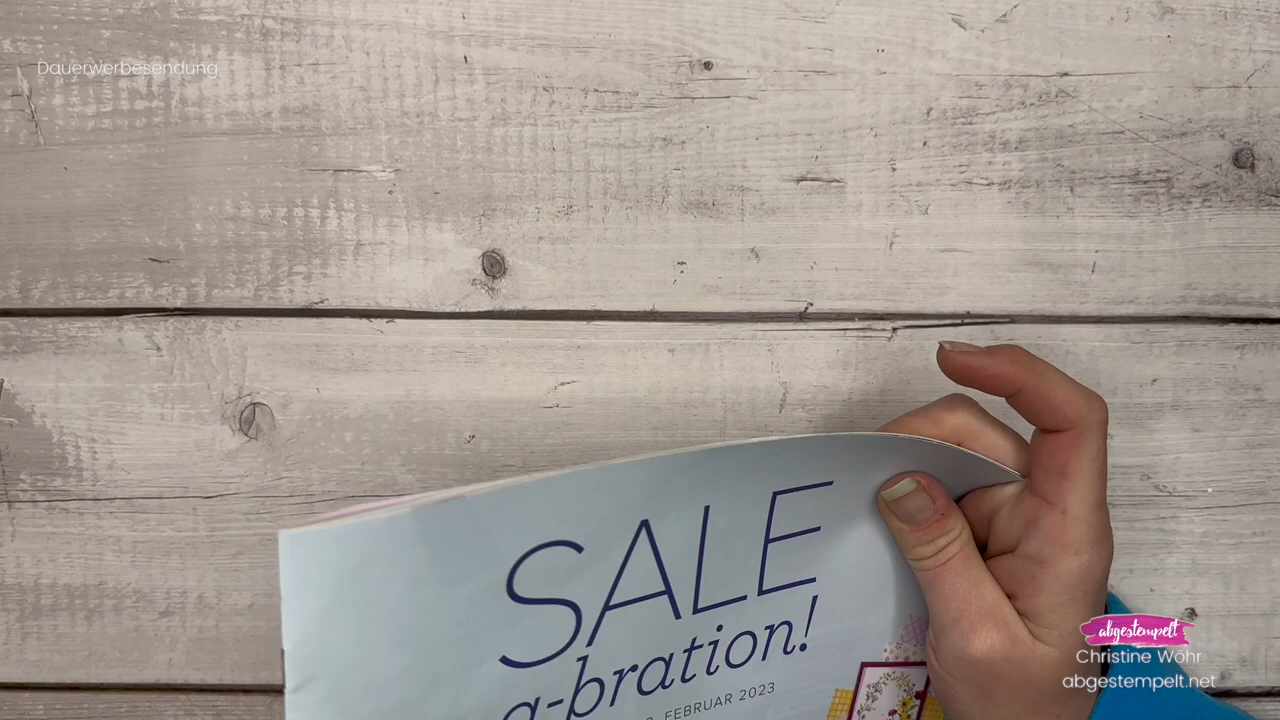 Dauerwerbesendung
SALE
a-bration!
FEBRUAR 2023
abgestempelt
Christine Wöhr
abgestempelt.net